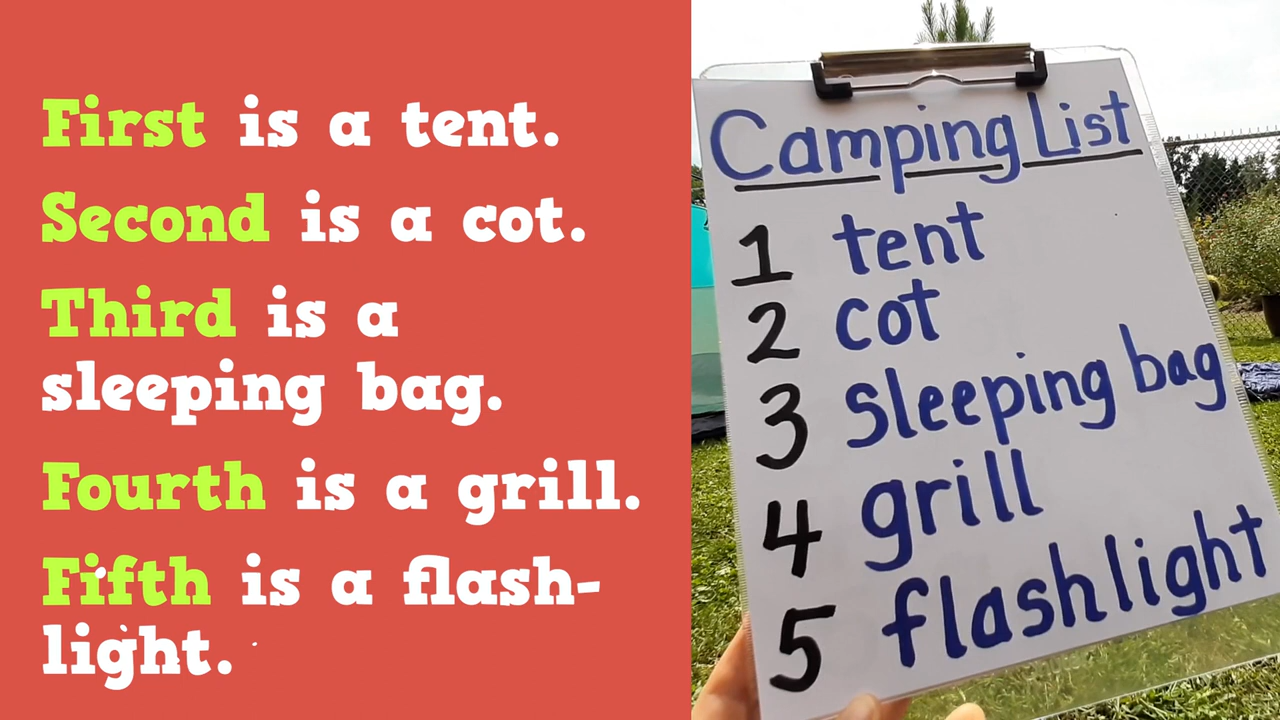 First is a tent.
Second is a cot.
Third is a
sleeping bag.
Fourth is a grill.
Fifth is a flash-
light.
Camping List
1 tent
2 cot
3 sleeping bag
4 grill
5 flashlight